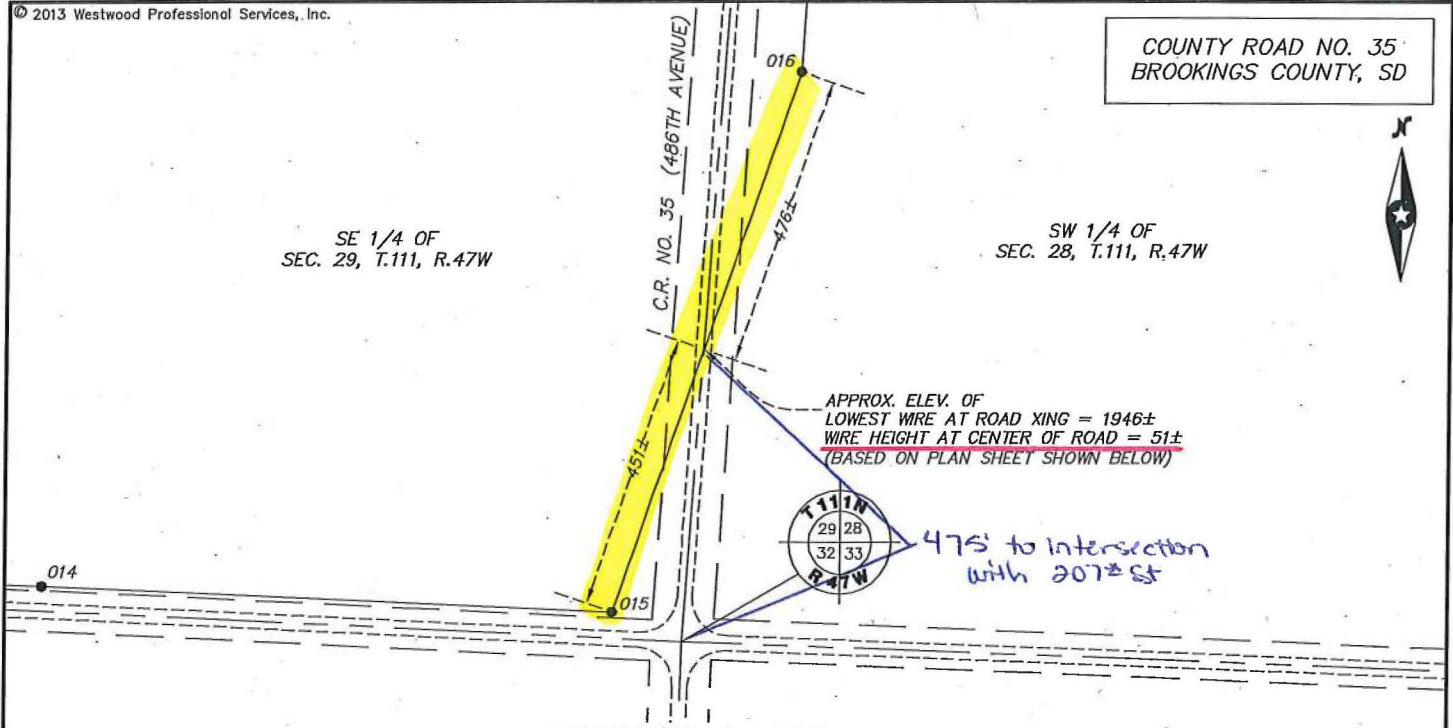 © 2013 Westwood Professional Services, Inc.
COUNTY ROAD NO. 35
BROOKINGS COUNTY, SD
N
016
C.R. NO. 35 (486TH AVENUE)
476±
SE 1/4 OF
SEC. 29, T.111, R.47W
SW 1/4 OF
SEC. 28, T.111, R.47W
APPROX. ELEV. OF
LOWEST WIRE AT ROAD XING = 1946±
WIRE HEIGHT AT CENTER OF ROAD = 51±
(BASED ON PLAN SHEET SHOWN BELOW)
451±
T 111N
29 28
32 33
R.47W
475' to intersection
with 207th St
014
015